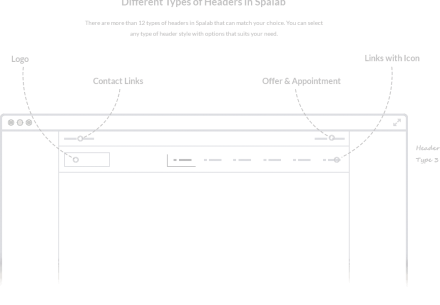 Different Types of Headers in Spalab
There are more than 12 types of headers in Spalab that can match your choice. You can select
any type of header style with options that suits your need.
Logo
Links with Icon
Contact Links
Offer & Appointment
Header
Type 3